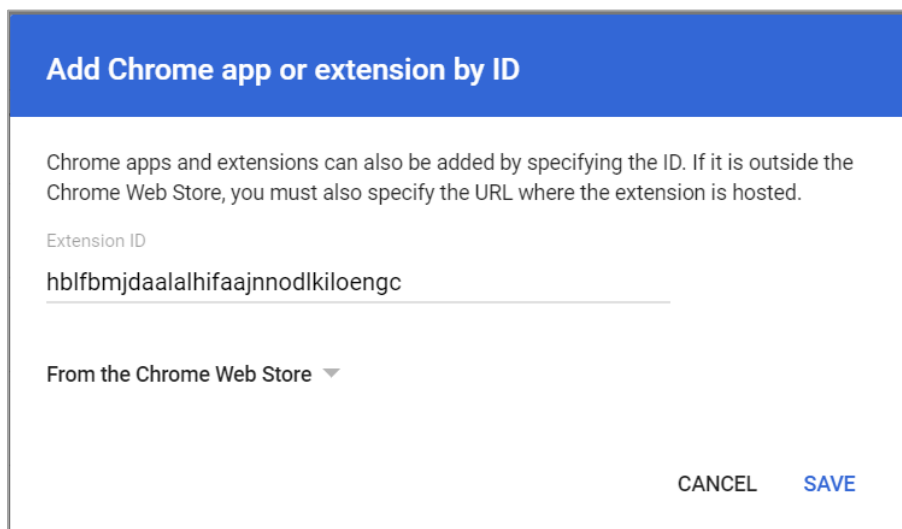 Add Chrome app or extension by ID
Chrome apps and extensions can also be added by specifying the ID. If it is outside the
Chrome Web Store, you must also specify the URL where the extension is hosted.
Extension ID
hblfbmjdaalalhifaajnnodlkiloengc
From the Chrome Web Store
CANCEL SAVE